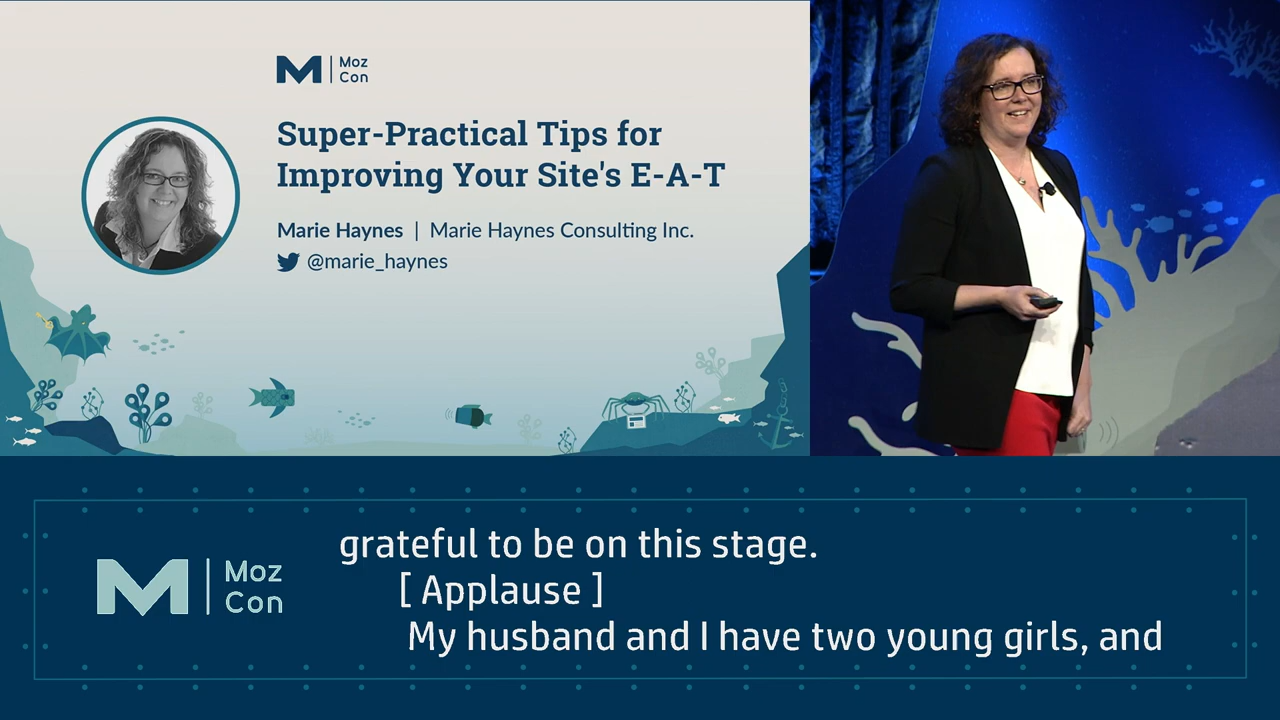 M | Moz
Con
Super-Practical Tips for
Improving Your Site's E-A-T
Marie Haynes | Marie Haynes Consulting Inc.
@marie_haynes
M | Moz
Con
grateful to be on this stage.
[ Applause ]
My husband and I have two young girls, and